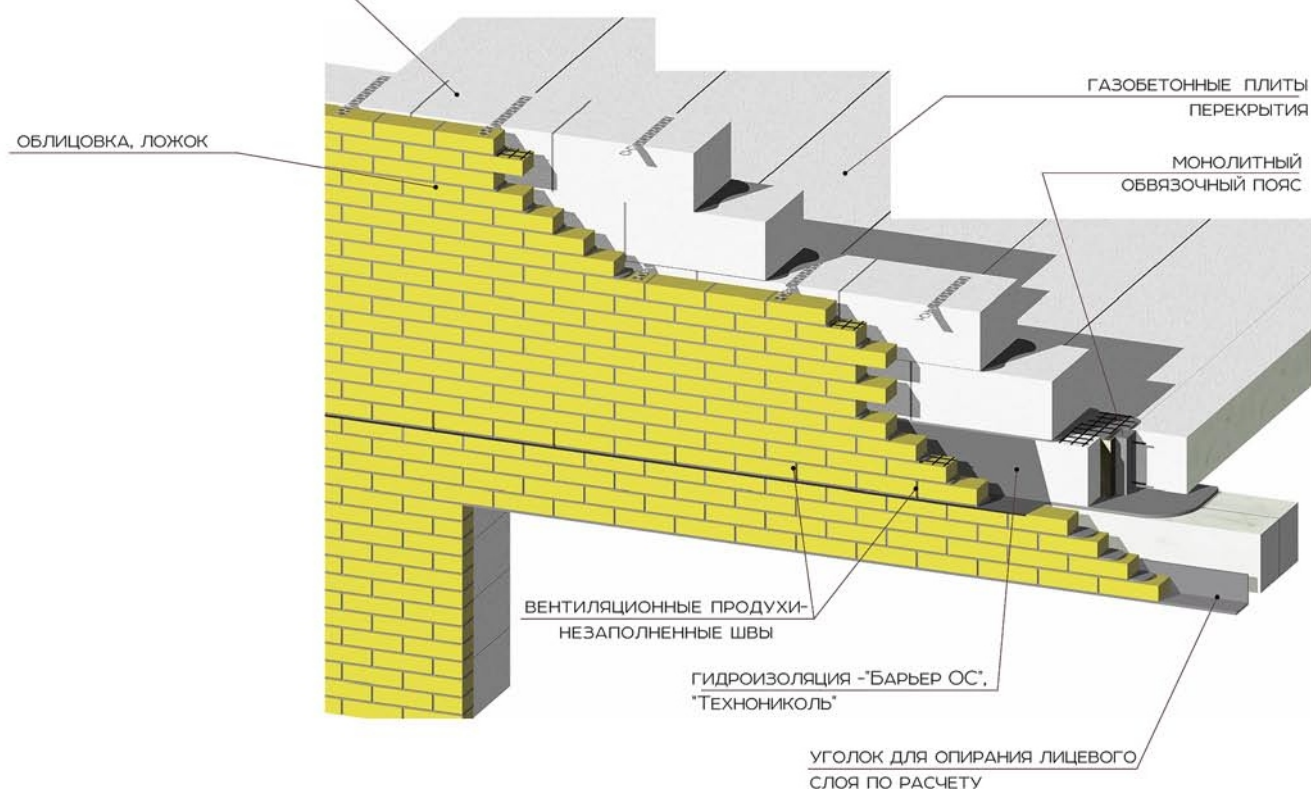 ГАЗОБЕТОННЫЕ ПЛИТЫ
ПЕРЕКРЫТИЯ
ОБЛИЦОВКА, ЛОЖОК
МОНОЛИТНЫЙ
ОБВЯЗОЧНЫЙ ПОЯС
ВЕНТИЛЯЦИОННЫЕ ПРОДУХИ-
НЕЗАПОЛНЕННЫЕ ШВЫ
ГИДРОИЗОЛЯЦИЯ -"БАРЬЕР ОС",
"ТЕХНОНИКОЛЬ"
УГОЛОК ДЛЯ ОПИРАНИЯ ЛИЦЕВОГО
СЛОЯ ПО РАСЧЕТУ